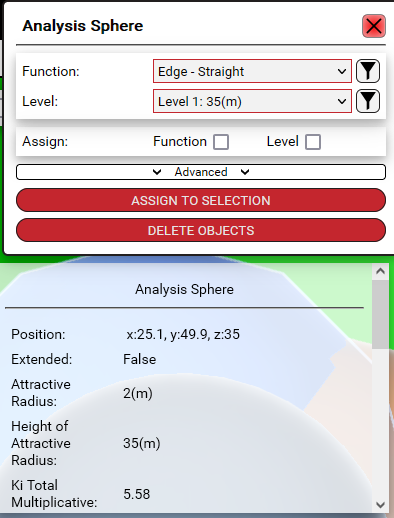 Analysis Sphere
Function: Edge - Straight
Level: Level 1: 35(m)
Assign: Function Level
Advanced
ASSIGN TO SELECTION
DELETE OBJECTS
Analysis Sphere
Position: x:25.1, y:49.9, z:35
Extended: False
Attractive
Radius: 2(m)
Height of
Attractive 35(m)
Radius:
Ki Total
Multiplicative: 5.58